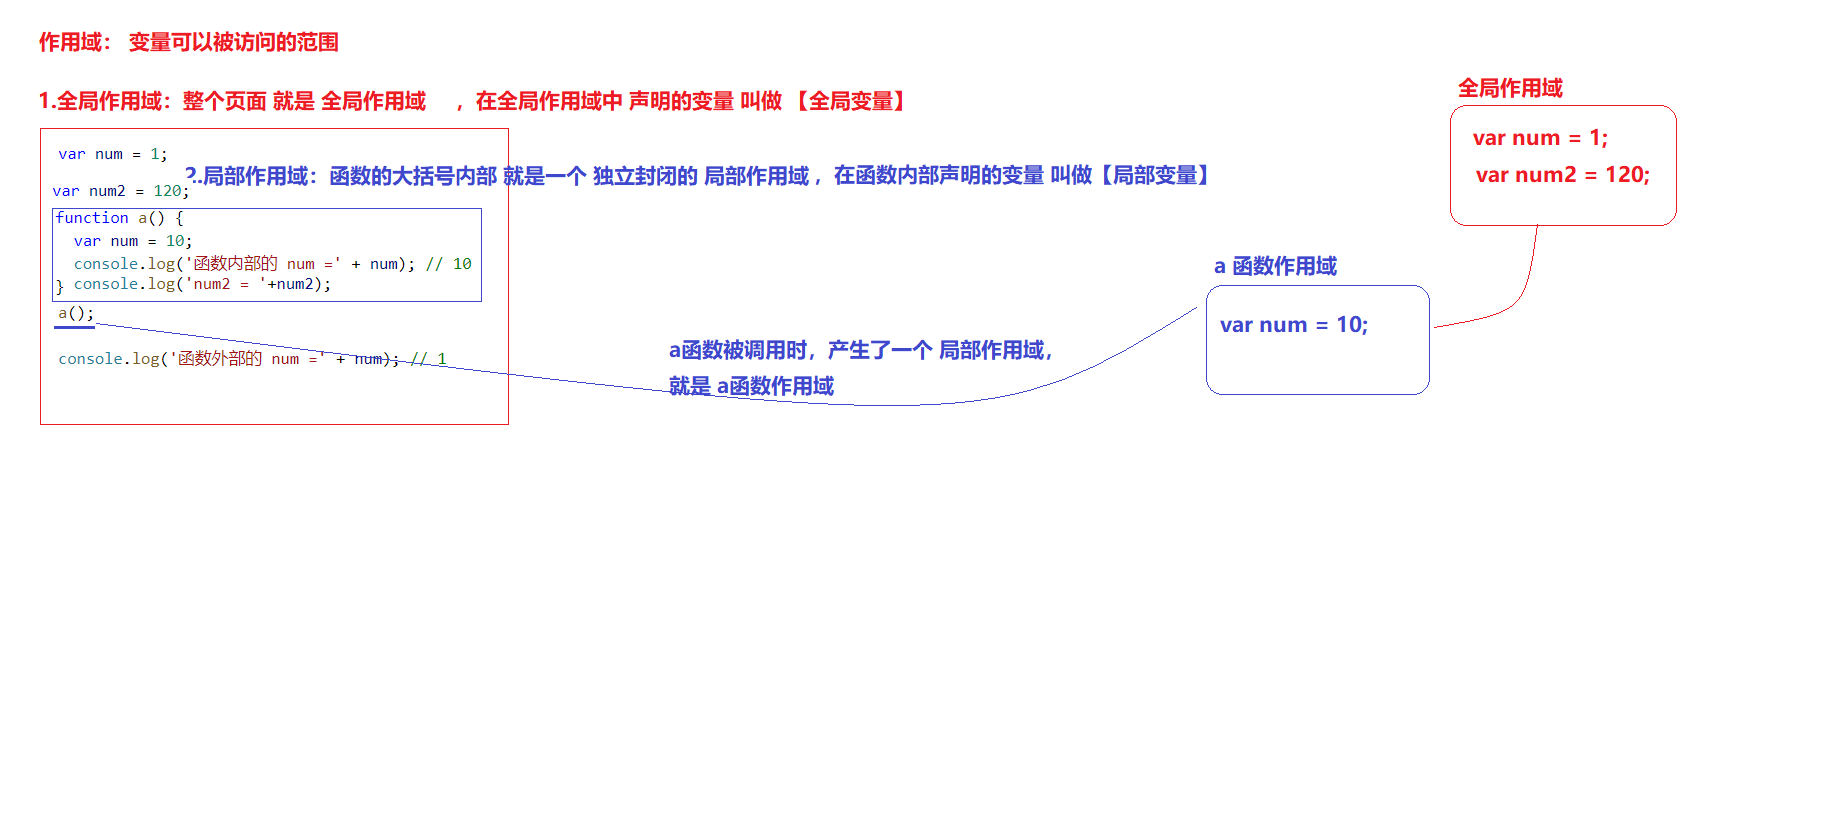 作用域： 变量可以被访问的范围
1.全局作用域：整个页面 就是 全局作用域 ，在全局作用域中 声明的变量 叫做 【全局变量】
var num = 1;
2.局部作用域：函数的大括号内部 就是一个 独立封闭的 局部作用域，在函数内部声明的变量 叫做【局部变量】
var num2 = 120;
function a() {
var num = 10;
console.log('函数内部的 num =' + num); // 10
} console.log('num2 = '+num2);
a();
console.log('函数外部的 num =' + num); // 1
a函数被调用时，产生了一个 局部作用域，
就是 a函数作用域
a 函数作用域
var num = 10;
全局作用域
var num = 1;
var num2 = 120;